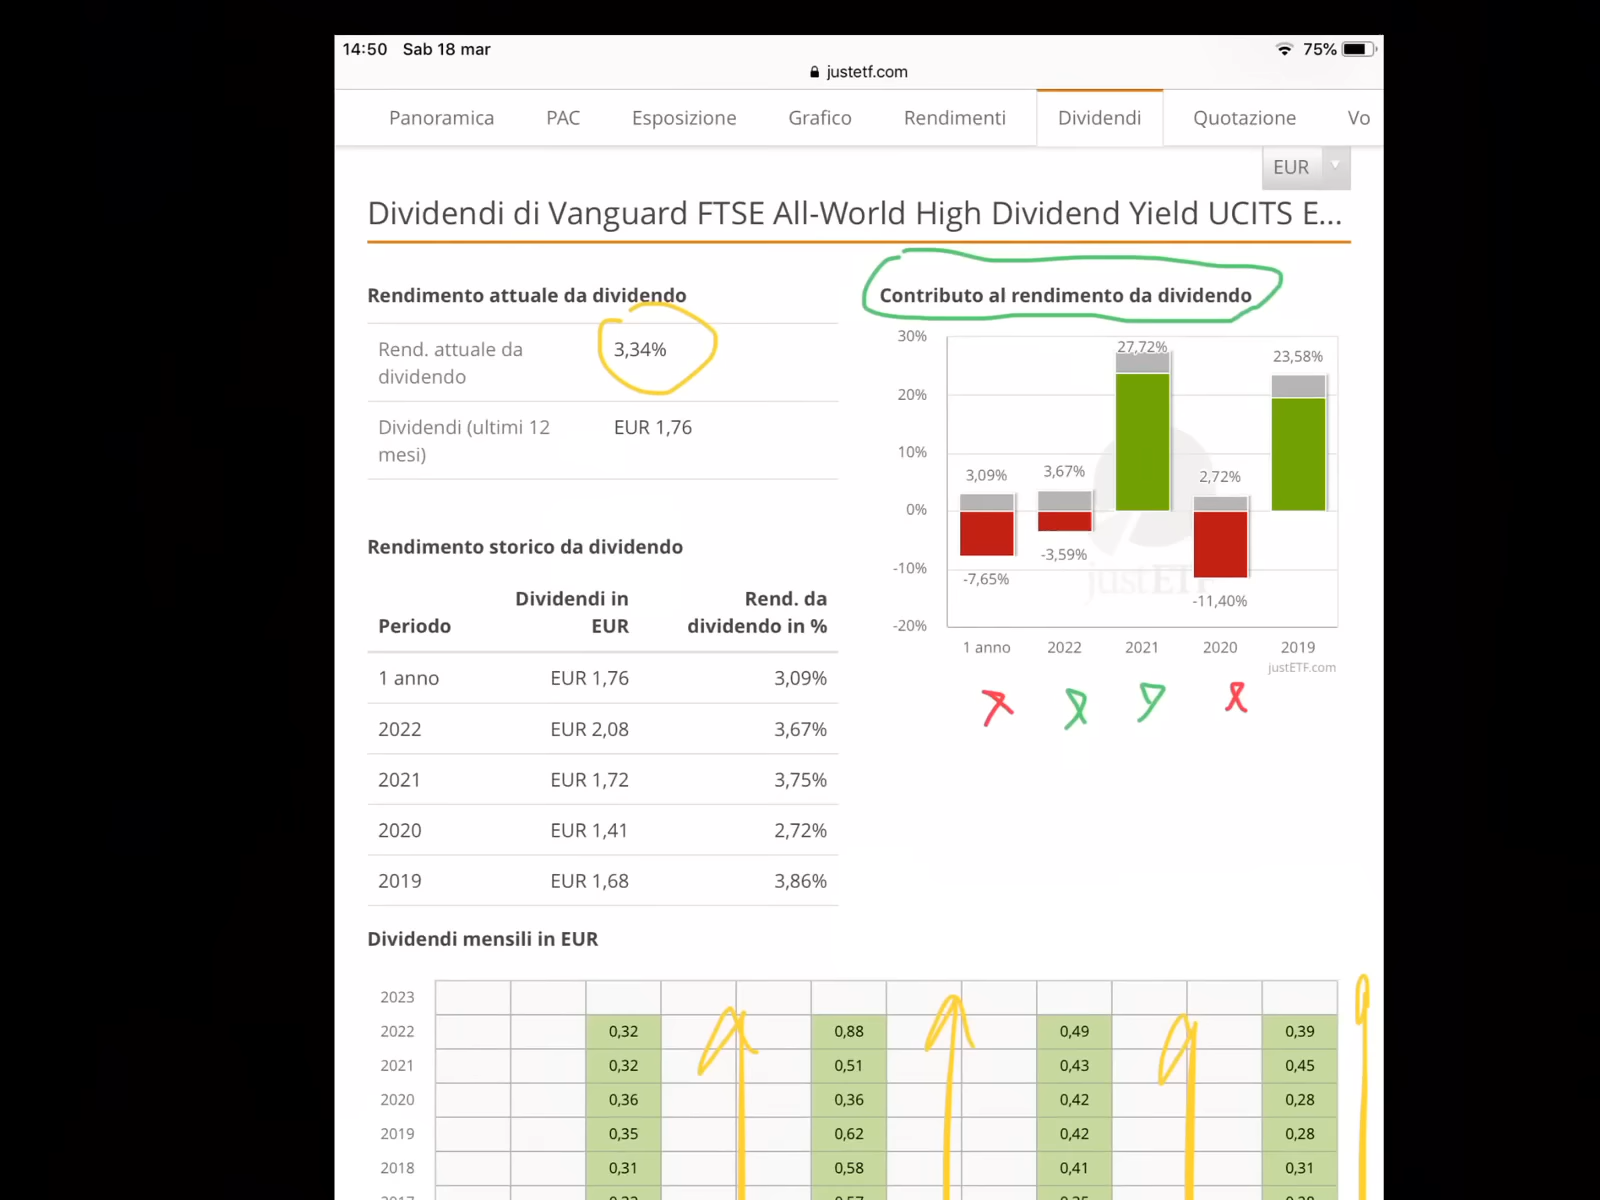 14:50 Sab 18 mar
75%
justetf.com
Panoramica PAC Esposizione Grafico Rendimenti Dividendi Quotazione Vo
EUR
Dividendi di Vanguard FTSE All-World High Dividend Yield UCITS E...
Rendimento attuale da dividendo
Rend. attuale da dividendo 3,34%
Dividendi (ultimi 12 mesi) EUR 1,76
Contributo al rendimento da dividendo
30%
20%
10%
0%
-10%
-20%
3,09%
3,67%
27,72%
2,72%
23,58%
-7,65%
-3,59%
-11,40%
justETF
1 anno 2022 2021 2020 2019
justETF.com
Rendimento storico da dividendo
Periodo Dividendi in EUR Rend. da dividendo in %
1 anno EUR 1,76 3,09%
2022 EUR 2,08 3,67%
2021 EUR 1,72 3,75%
2020 EUR 1,41 2,72%
2019 EUR 1,68 3,86%
Dividendi mensili in EUR
2023
2022 0,32 0,88 0,49 0,39
2021 0,32 0,51 0,43 0,45
2020 0,36 0,36 0,42 0,28
2019 0,35 0,62 0,42 0,28
2018 0,31 0,58 0,41 0,31